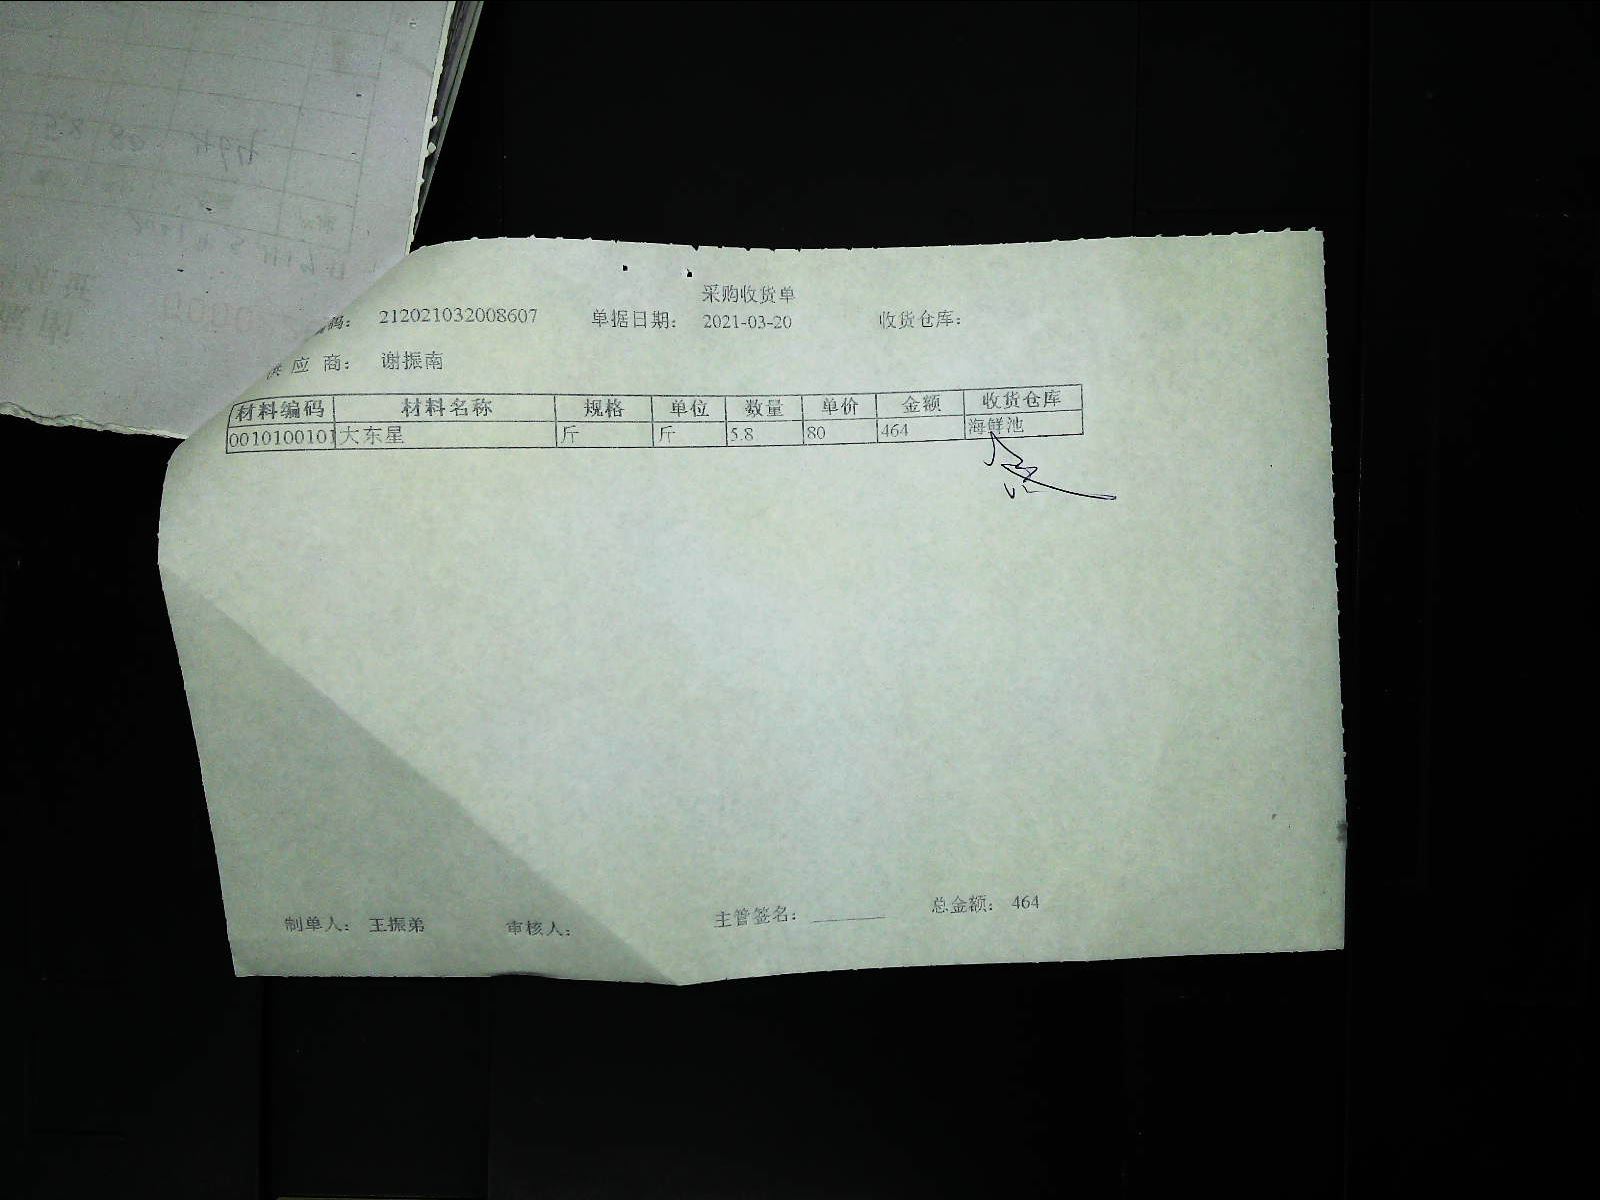 采购收货单
码： 212021032008607 单据日期： 2021-03-20 收货仓库：
供应商： 谢振南
材料编码 材料名称 规格 单位 数量 单价 金额 收货仓库
0010100101 大东星 斤 斤 5.8 80 464 海鲜池
制单人： 王振弟 审核人： 主管签名： 总金额： 464